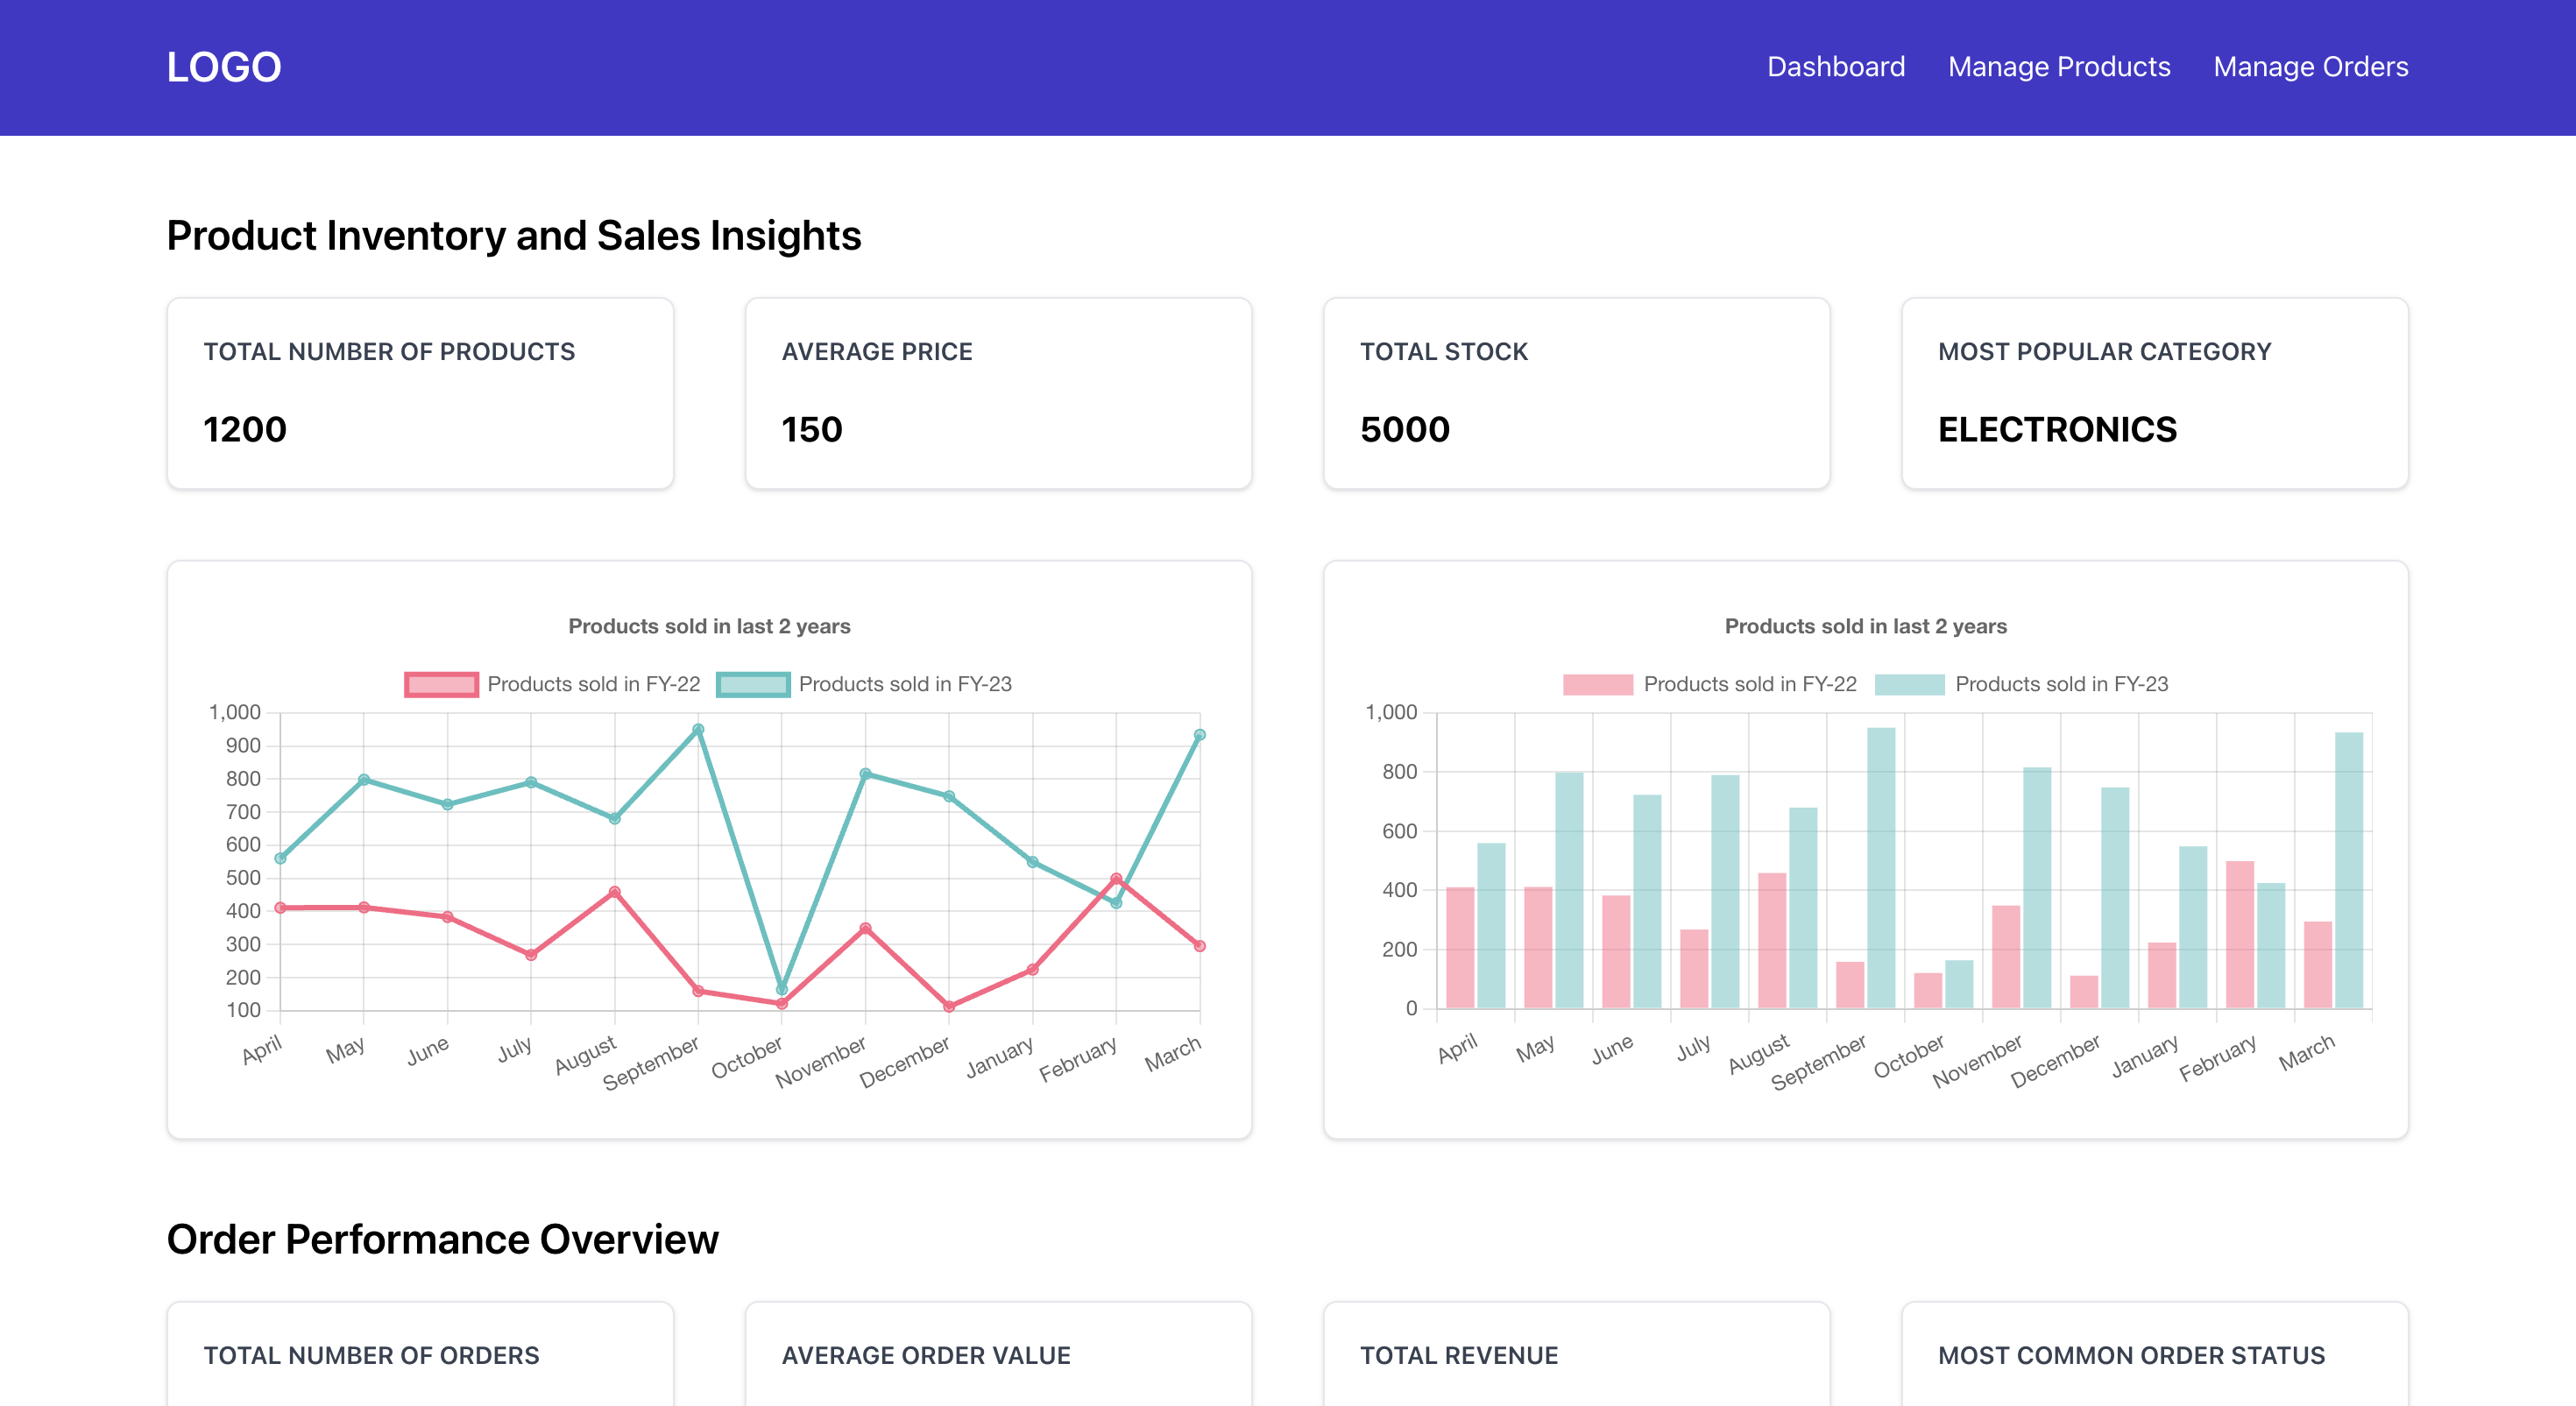 LOGO
Dashboard Manage Products Manage Orders
Product Inventory and Sales Insights
TOTAL NUMBER OF PRODUCTS
1200
AVERAGE PRICE
150
TOTAL STOCK
5000
MOST POPULAR CATEGORY
ELECTRONICS
Products sold in last 2 years
Products sold in FY-22 Products sold in FY-23
1,000
900
800
700
600
500
400
300
200
100
April May June July August September October November December January February March
Products sold in last 2 years
Products sold in FY-22 Products sold in FY-23
1,000
800
600
400
200
0
April May June July August September October November December January February March
Order Performance Overview
TOTAL NUMBER OF ORDERS
AVERAGE ORDER VALUE
TOTAL REVENUE
MOST COMMON ORDER STATUS